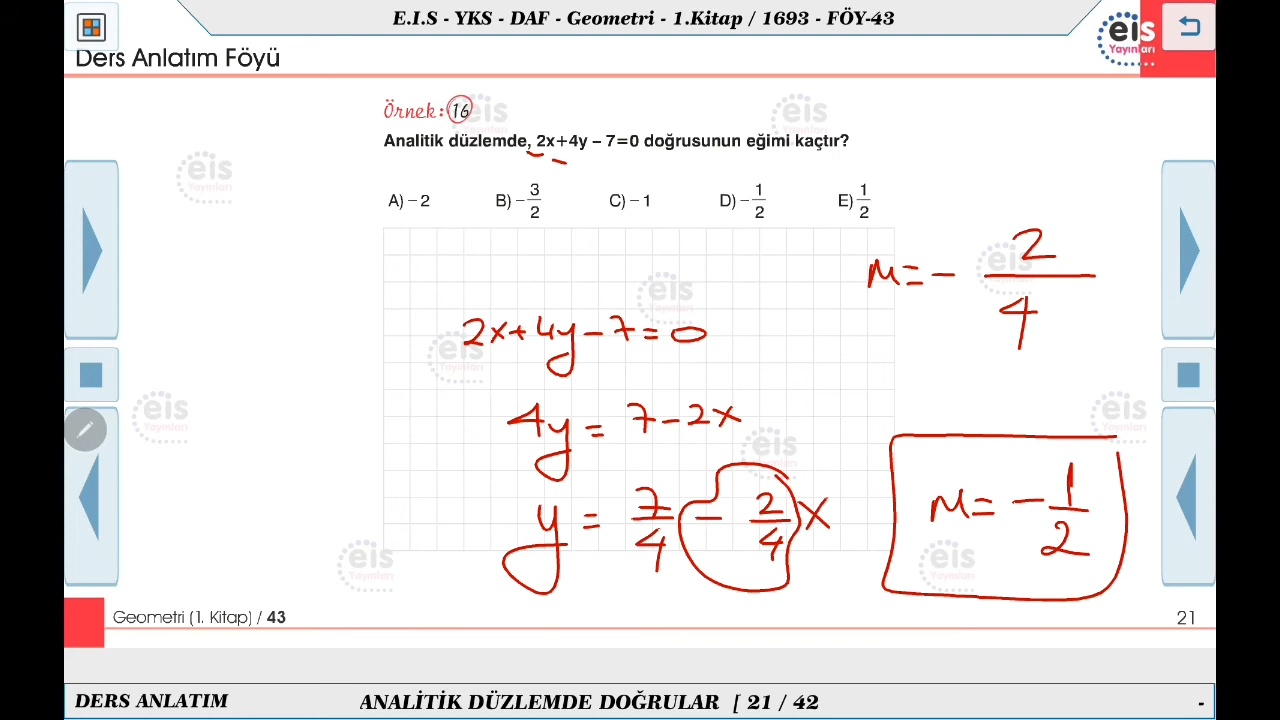 E.I.S - YKS - DAF - Geometri - 1.Kitap / 1693 - FÖY-43
eis
Yayınları
Ders Anlatım Föyü
Örnek: 16
Analitik düzlemde, 2x+4y – 7=0 doğrusunun eğimi kaçtır?
A) – 2 B) – 3/2 C) – 1 D) – 1/2 E) 1/2
m = - 2/4
2x+4y-7=0
4y = 7-2x
y = 7/4 - 2/4 x
m = - 1/2
Geometri (1. Kitap) / 43
21
DERS ANLATIM
ANALİTİK DÜZLEMDE DOĞRULAR [ 21 / 42
-